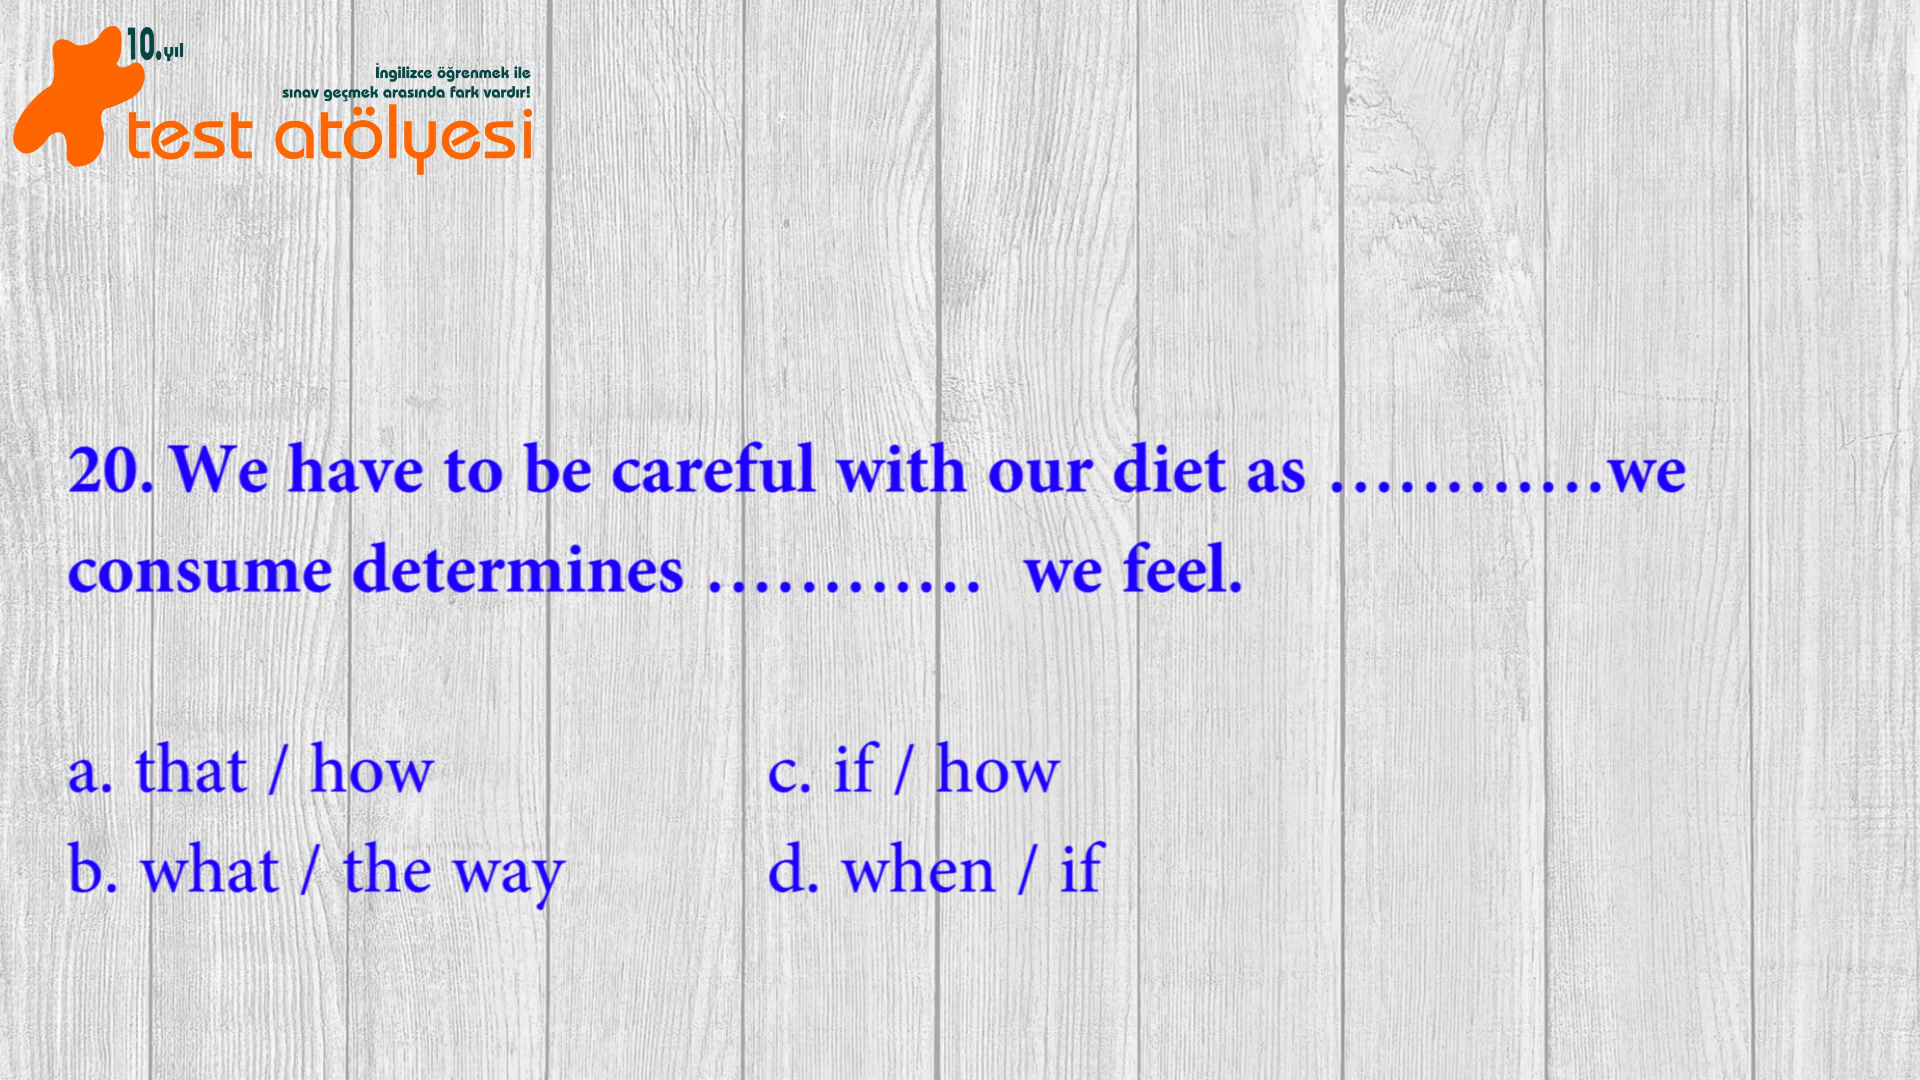 10.yıl
İngilizce öğrenmek ile
sınav geçmek arasında fark vardır!
test atölyesi
20. We have to be careful with our diet as …………we
consume determines ………… we feel.
a. that / how
b. what / the way
c. if / how
d. when / if